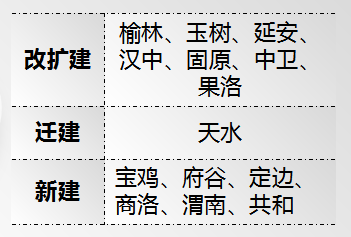 改扩建
榆林、玉树、延安、
汉中、固原、中卫、
果洛
迁建
天水
新建
宝鸡、府谷、定边、
商洛、渭南、共和